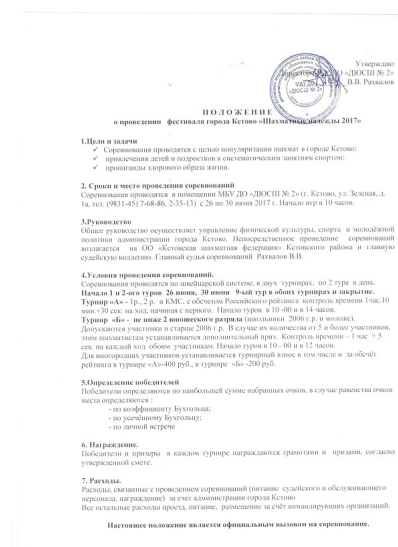 Утверждаю
Директор МБУ ДО «ДЮСШ № 2»
В.В. Рахвалов
П О Л О Ж Е Н И Е
о проведении фестиваля города Кстово «Шахматные надежды 2017»
1.Цели и задачи
✓ Соревнования проводятся с целью популяризации шахмат в городе Кстово;
✓ привлечения детей и подростков к систематическим занятиям спортом;
✓ пропаганды здорового образа жизни.
2. Сроки и место проведения соревнований
Соревнования проводятся в помещении МБУ ДО «ДЮСШ № 2» (г. Кстово, ул. Зеленая, д.
1а, тел. (9831-45) 7-68-86, 2-35-13) с 26 по 30 июня 2017 г. Начало игр в 10 часов.
3.Руководство
Общее руководство осуществляет управление физической культуры, спорта и молодёжной
политики администрации города Кстово. Непосредственное проведение соревнований
возлагается на ОО «Кстовская шахматная федерация» Кстовского района и главную
судейскую коллегию. Главный судья соревнований Рахвалов В.В.
4.Условия проведения соревнований.
Соревнования проводятся по швейцарской системе, в двух турнирах, по 2 тура в день.
Начало 1 и 2-ого туров 26 июня, 30 июня 9-ый тур в обоих турнирах и закрытие.
Турнир «А» - 1р., 2 р. и КМС, с обсчетом Российского рейтинга контроль времени 1час.10
мин.+30 сек. на ход, начиная с первого. Начало туров в 10 -00 и в 14 часов.
Турнир «Б» - не ниже 2 юношеского разряда (школьники 2006 г.р. и моложе).
Допускаются участники и старше 2006 г.р. В случае их количества от 5 и более участников,
этим шахматистам устанавливается дополнительный приз. Контроль времени – 1 час + 5
сек. на каждый ход обоим участникам. Начало туров в 10 - 00 и в 12 часов.
Для иногородних участников устанавливается турнирный взнос в том числе и за обсчёт
рейтинга в турнире «А»-400 руб., в турнире «Б» -200 руб.
5.Определение победителей
Победители определяются по наибольшей сумме набранных очков, в случае равенства очков
места определяются :
- по коэффициенту Бухгольца;
- по усечённому Бухгольцу;
- по личной встрече
6. Награждение.
Победители и призеры в каждом турнире награждаются грамотами и призами, согласно
утвержденной смете.
7. Расходы.
Расходы, связанные с проведением соревнований (питание судейского и обслуживающего
персонала, награждение) за счет администрации города Кстово
Все остальные расходы проезд, питание, размещение за счёт командирующих организаций.
Настоящее положение является официальным вызовом на соревнование.